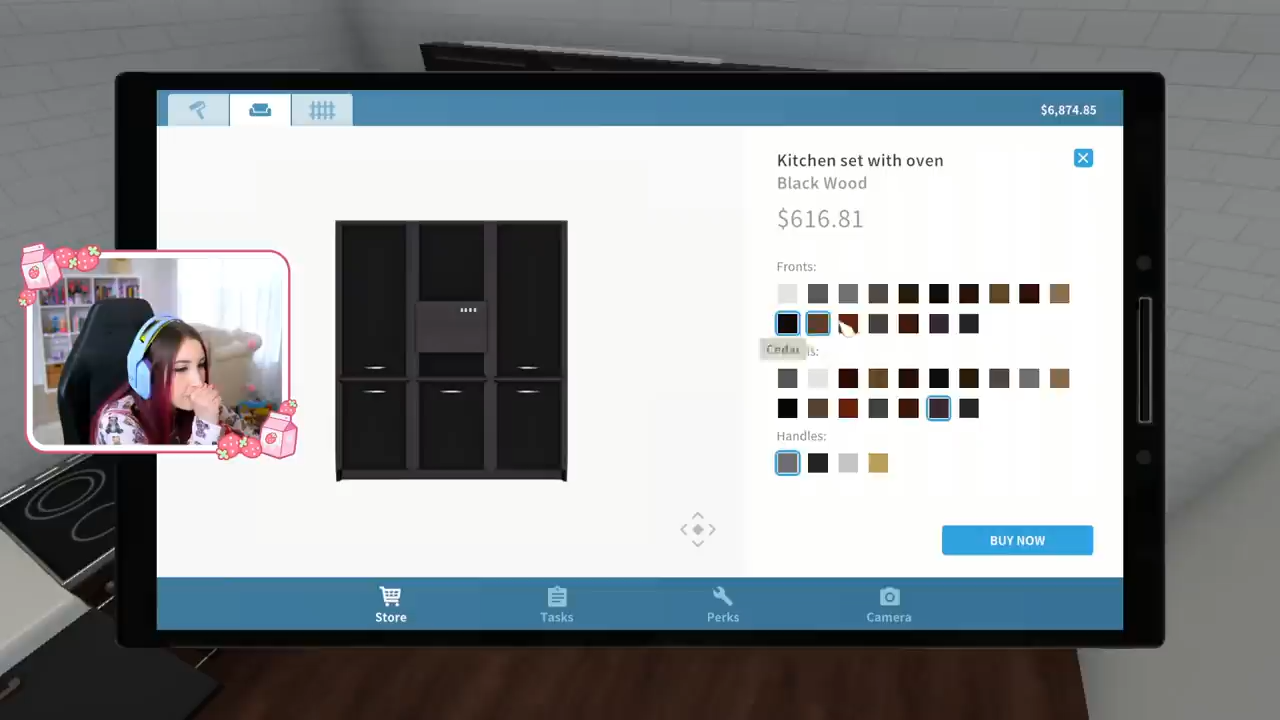 $6,874.85
Kitchen set with oven
Black Wood
$616.81
Fronts:
Handles:
BUY NOW
Store
Tasks
Perks
Camera